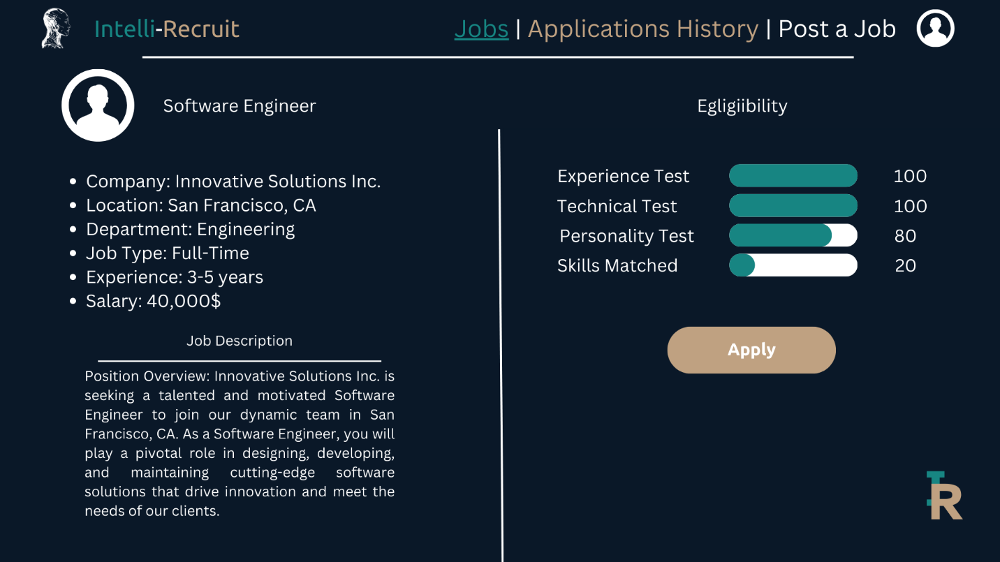 Intelli-Recruit
Jobs | Applications History | Post a Job
Software Engineer
• Company: Innovative Solutions Inc.
• Location: San Francisco, CA
• Department: Engineering
• Job Type: Full-Time
• Experience: 3-5 years
• Salary: 40,000$
Job Description
Position Overview: Innovative Solutions Inc. is
seeking a talented and motivated Software
Engineer to join our dynamic team in San
Francisco, CA. As a Software Engineer, you will
play a pivotal role in designing, developing,
and maintaining cutting-edge software
solutions that drive innovation and meet the
needs of our clients.
Egligiibility
Experience Test 100
Technical Test 100
Personality Test 80
Skills Matched 20
Apply
IR